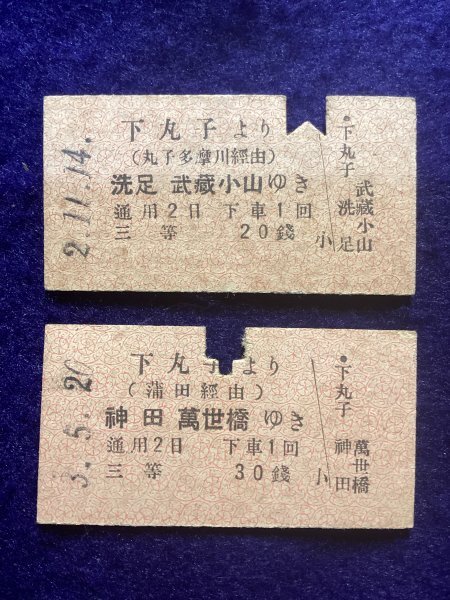 2.11.14.
下丸子より
（丸子多摩川經由）
洗足 武蔵小山ゆき
通用2日 下車1回
三等 20錢
小
●下丸子
武蔵小山
洗足
3.5.20
下丸子より
（蒲田經由）
神田 萬世橋 ゆき
通用2日 下車1回
三等 30錢
小
●下丸子
萬世橋
神田